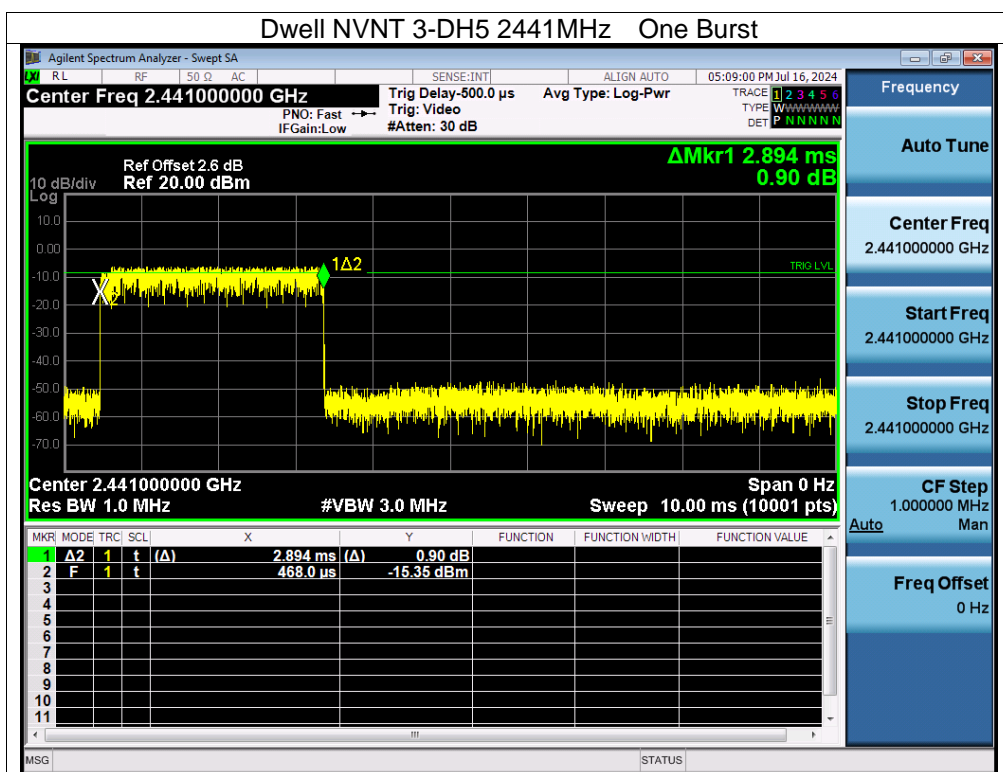 Dwell NVNT 3-DH5 2441MHz One Burst
Agilent Spectrum Analyzer - Swept SA
LXI RL RF 50 Ω AC SENSE:INT ALIGN AUTO 05:09:00 PM Jul 16, 2024
Center Freq 2.441000000 GHz Trig Delay-500.0 µs Avg Type: Log-Pwr TRACE 1 2 3 4 5 6
PNO: Fast Trig: Video TYPE WWWWWW
IFGain:Low #Atten: 30 dB DET P N N N N N
ΔMkr1 2.894 ms
0.90 dB
Ref Offset 2.6 dB
10 dB/div Ref 20.00 dBm
Log
10.0
0.00
-10.0
-20.0
-30.0
-40.0
-50.0
-60.0
-70.0
1Δ2
TRIG LVL
2
Center 2.441000000 GHz Span 0 Hz
Res BW 1.0 MHz #VBW 3.0 MHz Sweep 10.00 ms (10001 pts)
MKR MODE TRC SCL X Y FUNCTION FUNCTION WIDTH FUNCTION VALUE
1 Δ2 1 t (Δ) 2.894 ms (Δ) 0.90 dB
2 F 1 t 468.0 µs -15.35 dBm
3
4
5
6
7
8
9
10
11
MSG STATUS
Frequency
Auto Tune
Center Freq
2.441000000 GHz
Start Freq
2.441000000 GHz
Stop Freq
2.441000000 GHz
CF Step
1.000000 MHz
Auto Man
Freq Offset
0 Hz